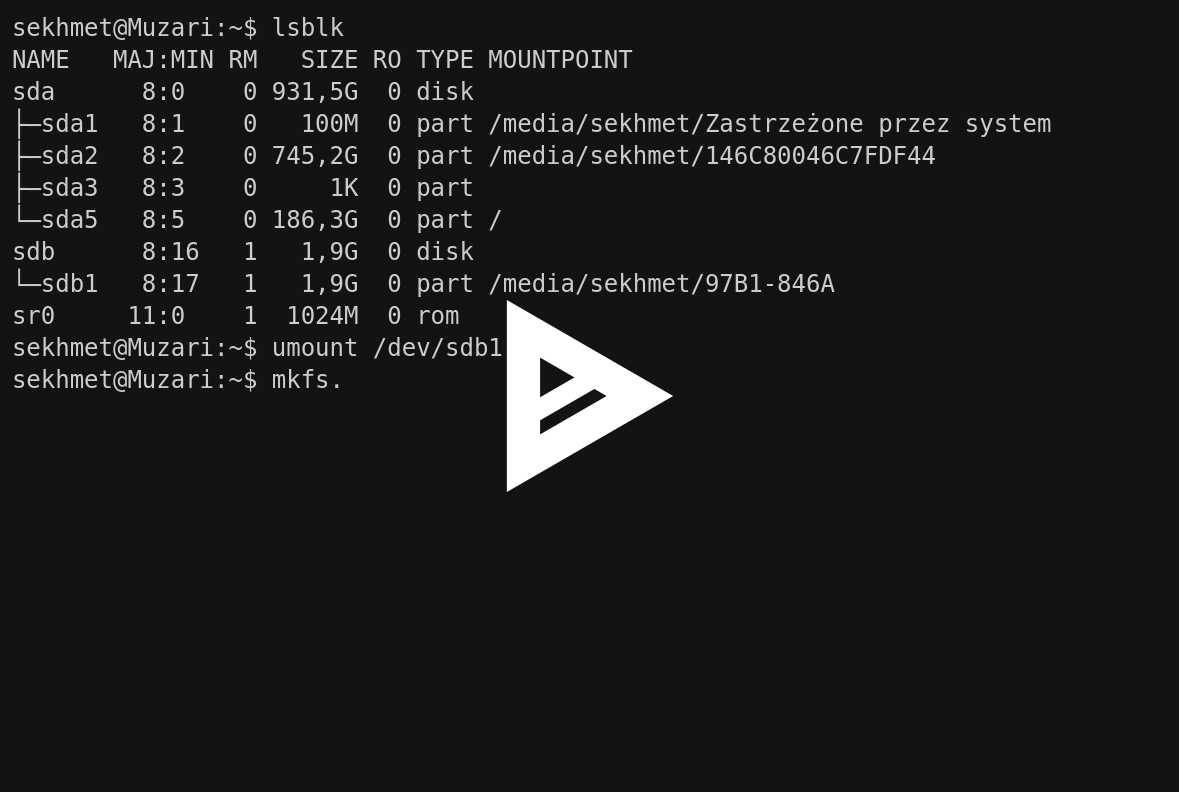 sekhmet@Muzari:~$ lsblk
NAME   MAJ:MIN RM   SIZE RO TYPE MOUNTPOINT
sda      8:0    0 931,5G  0 disk
├─sda1   8:1    0   100M  0 part /media/sekhmet/Zastrzeżone przez system
├─sda2   8:2    0 745,2G  0 part /media/sekhmet/146C80046C7FDF44
├─sda3   8:3    0     1K  0 part
└─sda5   8:5    0 186,3G  0 part /
sdb      8:16   1   1,9G  0 disk
└─sdb1   8:17   1   1,9G  0 part /media/sekhmet/97B1-846A
sr0     11:0    1  1024M  0 rom
sekhmet@Muzari:~$ umount /dev/sdb1
sekhmet@Muzari:~$ mkfs.